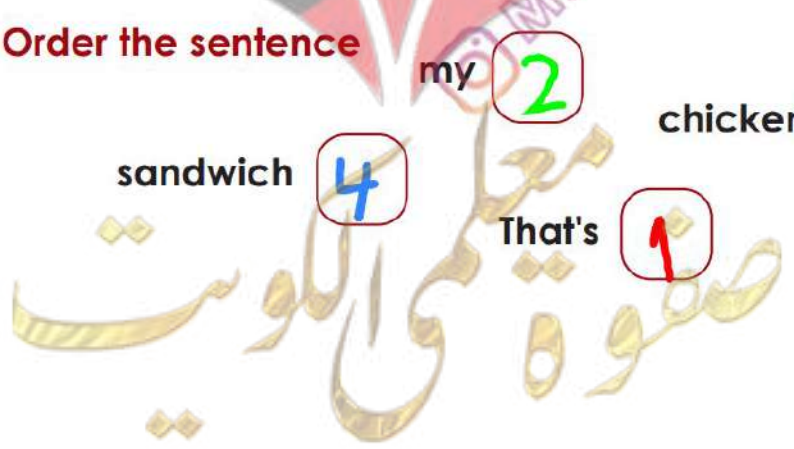 Order the sentence
my 2
chicken
sandwich 4
That's 1
صفوة معلمي الكويت